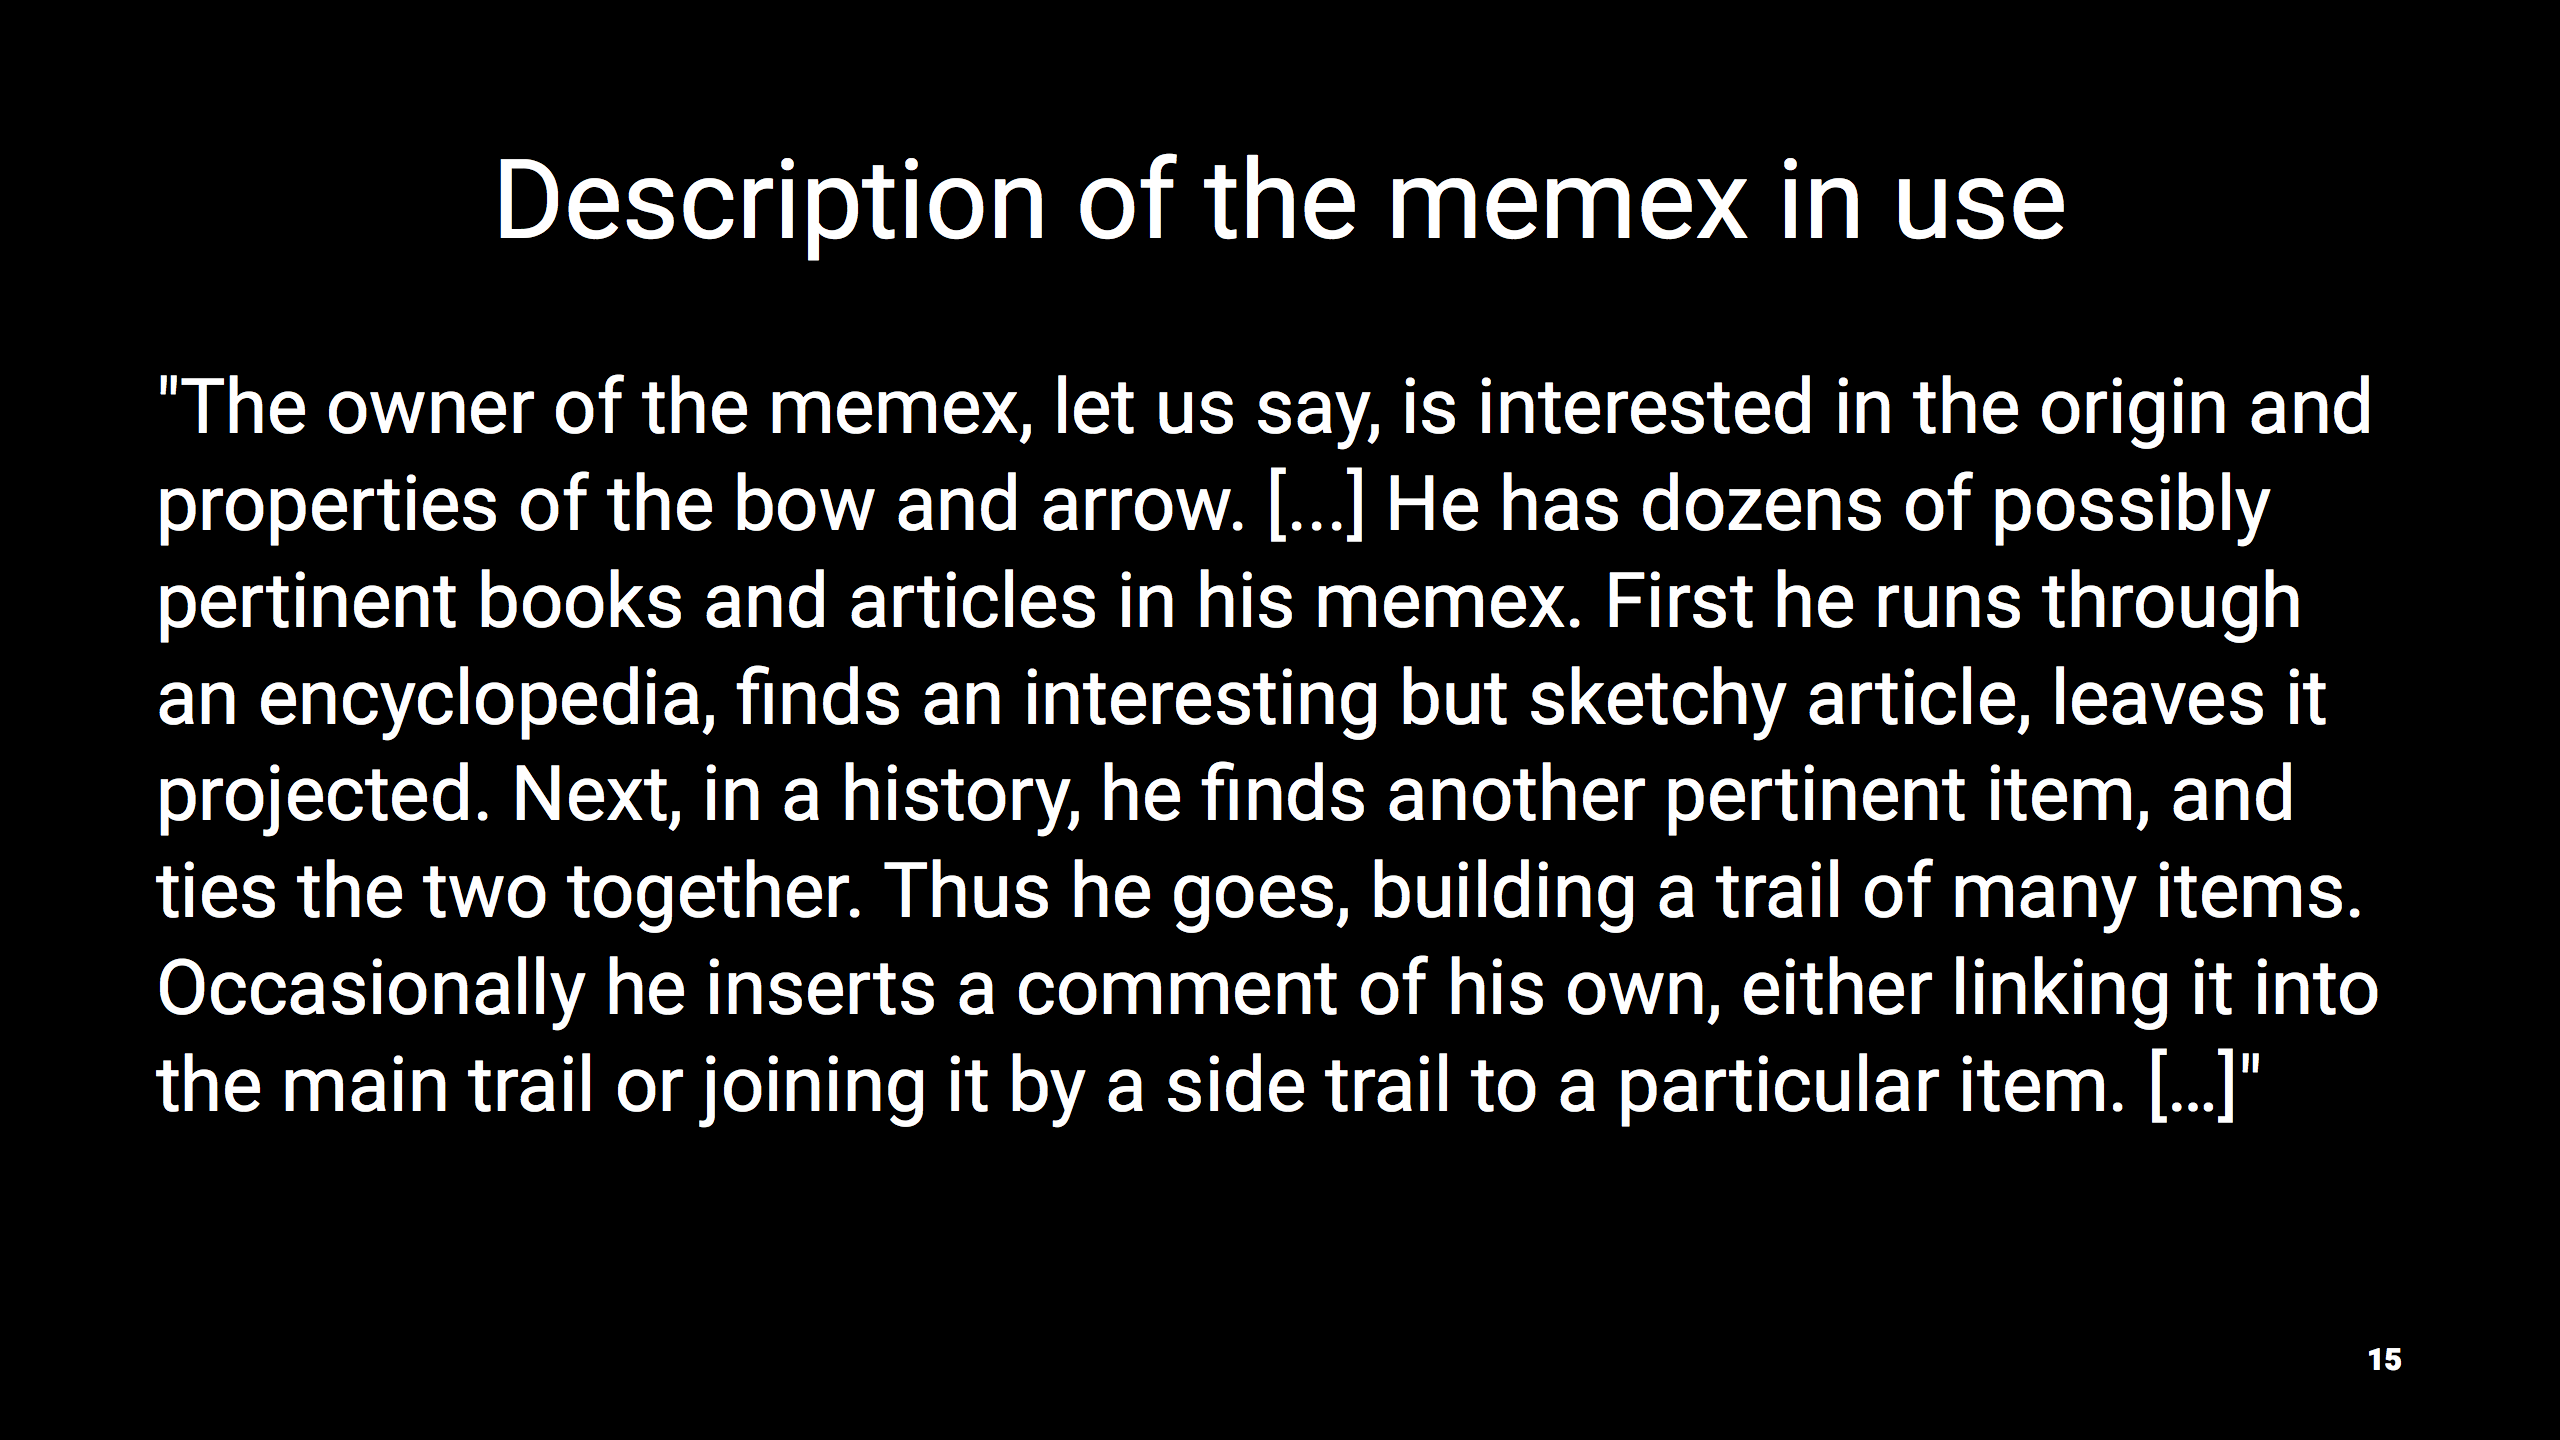 Description of the memex in use
"The owner of the memex, let us say, is interested in the origin and
properties of the bow and arrow. [...] He has dozens of possibly
pertinent books and articles in his memex. First he runs through
an encyclopedia, finds an interesting but sketchy article, leaves it
projected. Next, in a history, he finds another pertinent item, and
ties the two together. Thus he goes, building a trail of many items.
Occasionally he inserts a comment of his own, either linking it into
the main trail or joining it by a side trail to a particular item. […]"
15